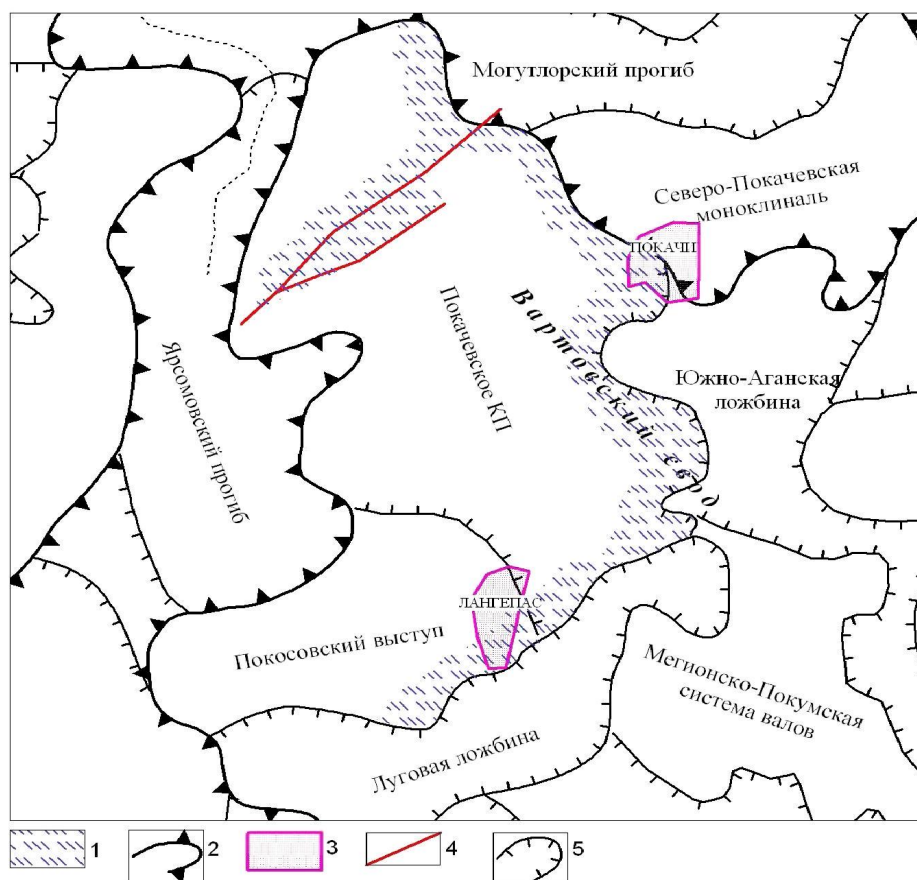 Могутлорский прогиб
Северо-Покачевская
моноклиналь
ПОКАЧИ
Вартовский свод
Покачевское КП
Ярсомовский прогиб
Южно-Аганская
ложбина
ЛАНГЕПАС
Покосовский выступ
Мегионско-Покумская
система валов
Луговая ложбина
1
2
3
4
5